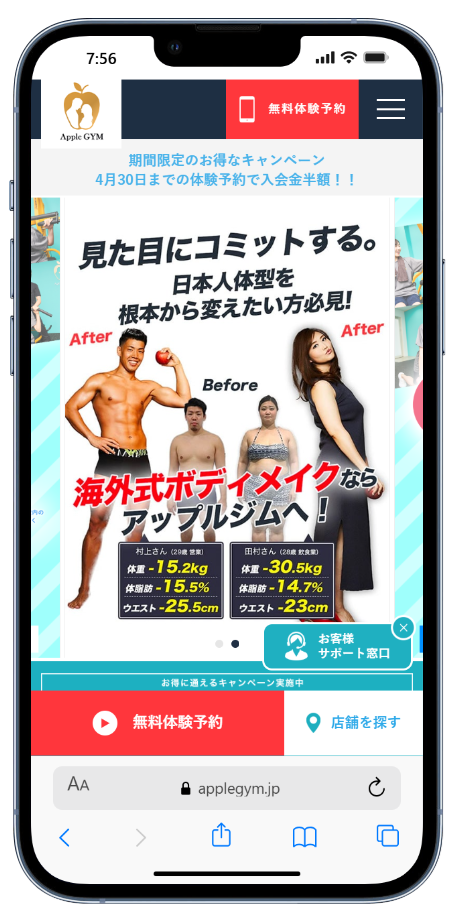 7:56
Apple GYM
無料体験予約
期間限定のお得なキャンペーン
4月30日までの体験予約で入会金半額！！
見た目にコミットする。
日本人体型を
根本から変えたい方必見!
After
After
Before
海外式ボディメイクなら
アップルジムへ！
村上さん（29歳 営業）
体重 -15.2kg
体脂肪 -15.5%
ウエスト -25.5cm
田村さん（28歳 飲食業）
体重 -30.5kg
体脂肪 -14.7%
ウエスト -23cm
お客様
サポート窓口
お得に通えるキャンペーン実施中
無料体験予約
店舗を探す
AA
applegym.jp